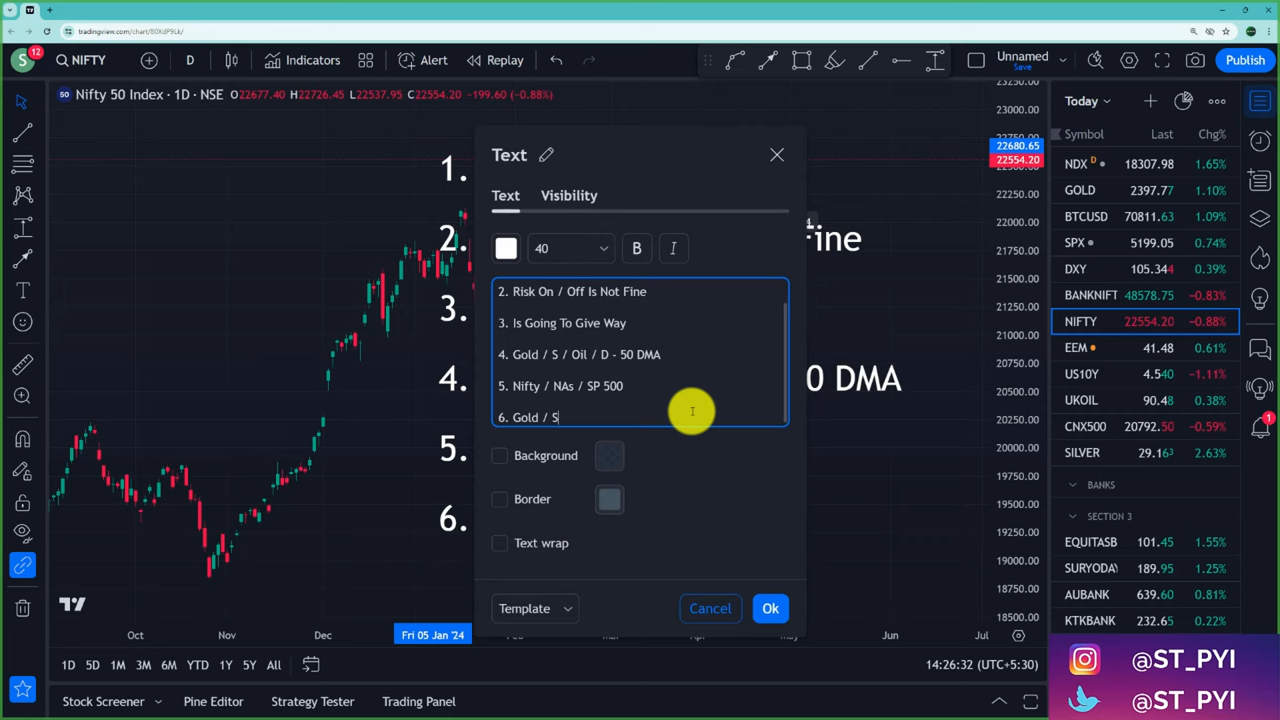 tradingview.com/chart/80XdP9Lk/
S 12 NIFTY D Indicators Alert Replay Unnamed Save Publish
50 Nifty 50 Index · 1D · NSE O22677.40 H22726.45 L22537.95 C22554.20 −199.60 (−0.88%)
23250.00
23000.00
22680.65
22554.20
22250.00
22000.00
21750.00
21500.00
21250.00
21000.00
20750.00
20500.00
20250.00
20000.00
19750.00
19500.00
19250.00
19000.00
18750.00
18500.00
1.
2. Fine
3.
4. 0 DMA
5.
6.
Text
Text Visibility
40 B I
2. Risk On / Off Is Not Fine
3. Is Going To Give Way
4. Gold / S / Oil / D - 50 DMA
5. Nifty / NAs / SP 500
6. Gold / S
Background
Border
Text wrap
Template Cancel Ok
Oct Nov Dec Fri 05 Jan '24 Feb Mar Apr May Jun Jul
1D 5D 1M 3M 6M YTD 1Y 5Y All 14:26:32 (UTC+5:30)
Stock Screener Pine Editor Strategy Tester Trading Panel
Today
Symbol Last Chg%
NDX D 18307.98 1.65%
GOLD 2397.77 1.10%
BTCUSD 70811.63 1.09%
SPX 5199.05 0.74%
DXY 105.344 0.39%
BANKNIFT 48578.75 −0.83%
NIFTY 22554.20 −0.88%
EEM 41.48 0.61%
US10Y 4.540 −1.11%
UKOIL 90.48 0.38%
CNX500 20792.50 −0.59%
SILVER 29.163 2.63%
BANKS
SECTION 3
EQUITASB 101.45 1.55%
SURYODA 189.95 1.25%
AUBANK 639.60 0.81%
KTKBANK 232.65 0.22%
@ST_PYI
@ST_PYI